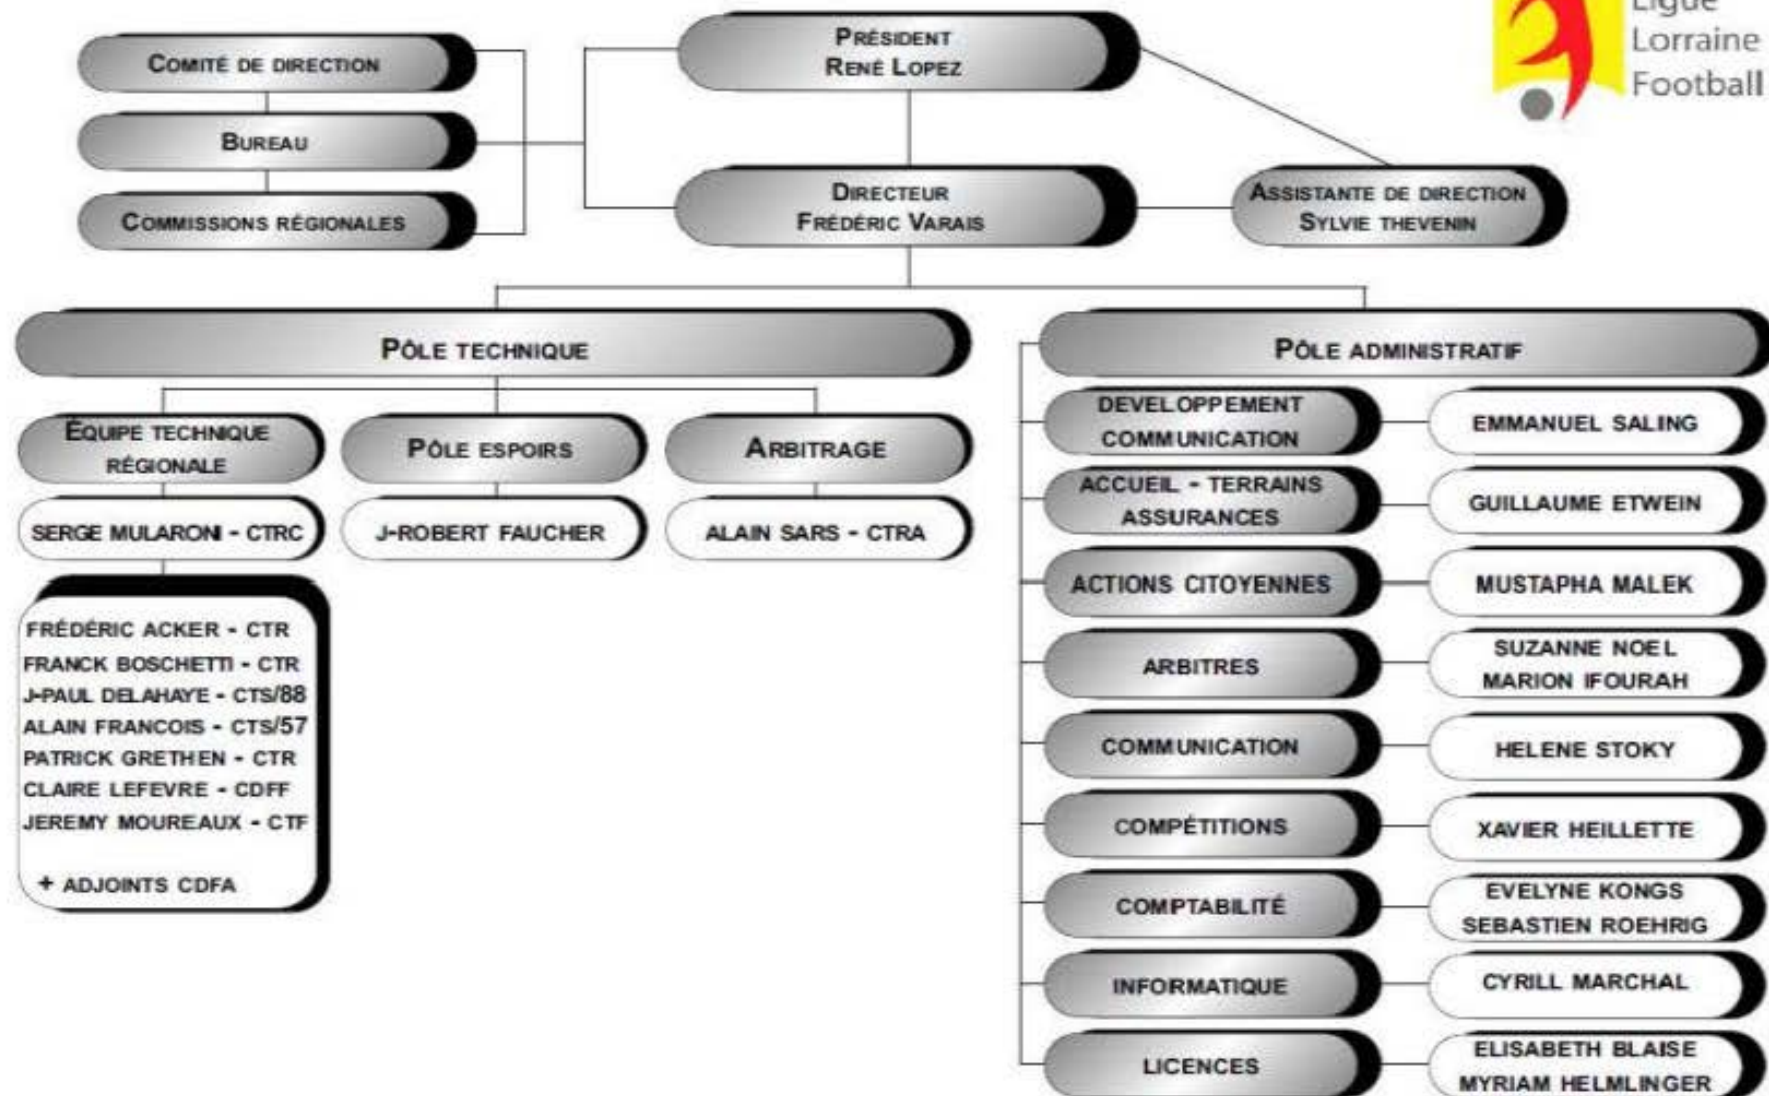 Ligue
Lorraine
Football
COMITÉ DE DIRECTION
BUREAU
COMMISSIONS RÉGIONALES
PRÉSIDENT
RENÉ LOPEZ
DIRECTEUR
FRÉDÉRIC VARAIS
ASSISTANTE DE DIRECTION
SYLVIE THEVENIN
PÔLE TECHNIQUE
ÉQUIPE TECHNIQUE
RÉGIONALE
SERGE MULARONI - CTRC
FRÉDÉRIC ACKER - CTR
FRANCK BOSCHETTI - CTR
J-PAUL DELAHAYE - CTS/88
ALAIN FRANCOIS - CTS/57
PATRICK GRETHEN - CTR
CLAIRE LEFEVRE - CDFF
JEREMY MOUREAUX - CTF
+ ADJOINTS CDFA
PÔLE ESPOIRS
J-ROBERT FAUCHER
ARBITRAGE
ALAIN SARS - CTRA
PÔLE ADMINISTRATIF
DEVELOPPEMENT
COMMUNICATION
EMMANUEL SALING
ACCUEIL - TERRAINS
ASSURANCES
GUILLAUME ETWEIN
ACTIONS CITOYENNES
MUSTAPHA MALEK
ARBITRES
SUZANNE NOEL
MARION IFOURAH
COMMUNICATION
HELENE STOKY
COMPÉTITIONS
XAVIER HEILLETTE
COMPTABILITÉ
EVELYNE KONGS
SEBASTIEN ROEHRIG
INFORMATIQUE
CYRILL MARCHAL
LICENCES
ELISABETH BLAISE
MYRIAM HELMLINGER